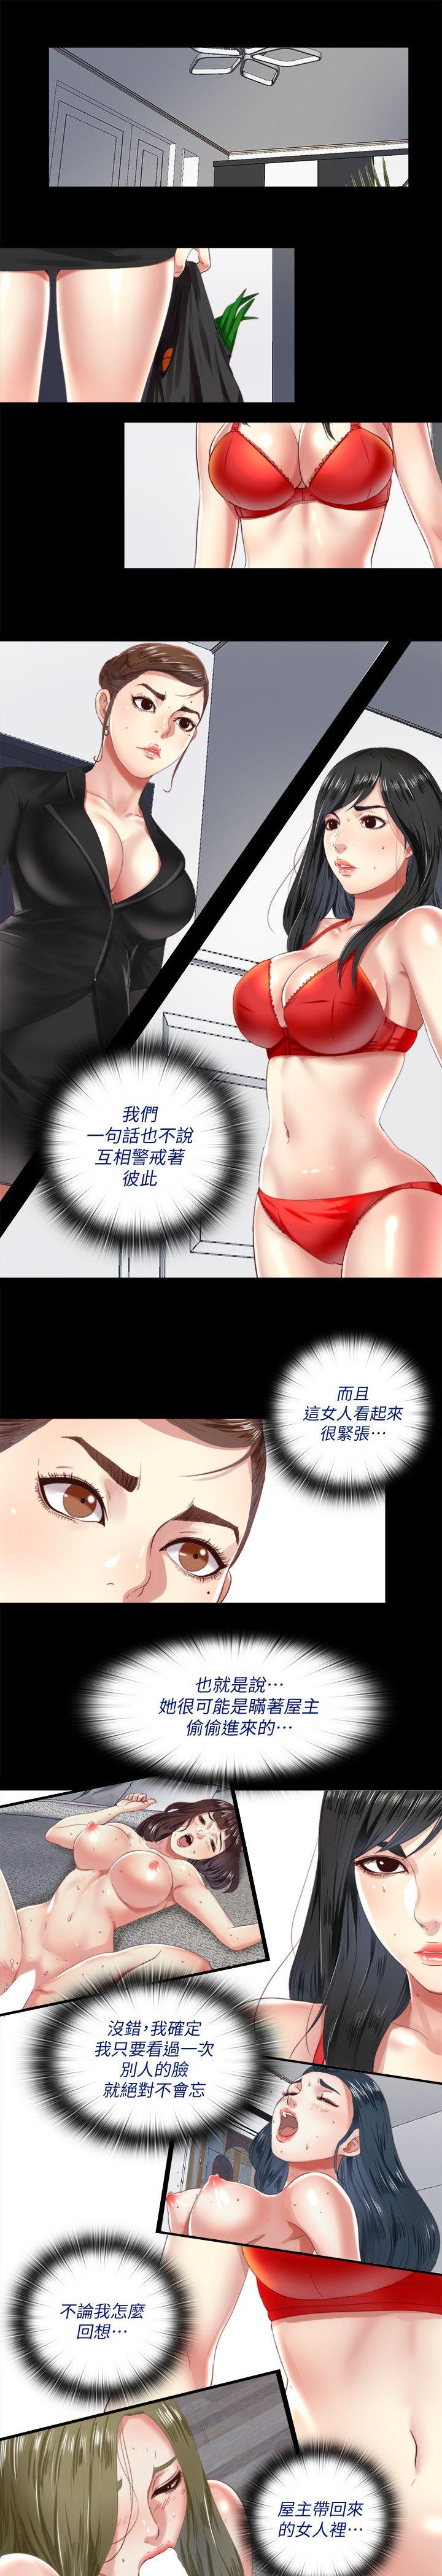 我們
一句話也不說
互相警戒著
彼此
而且
這女人看起來
很緊張…
也就是說…
她很可能是瞞著屋主
偷偷進來的…
沒錯，我確定
我只要看過一次
別人的臉
就絕對不會忘
不論我怎麼
回想…
屋主帶回來
的女人裡…